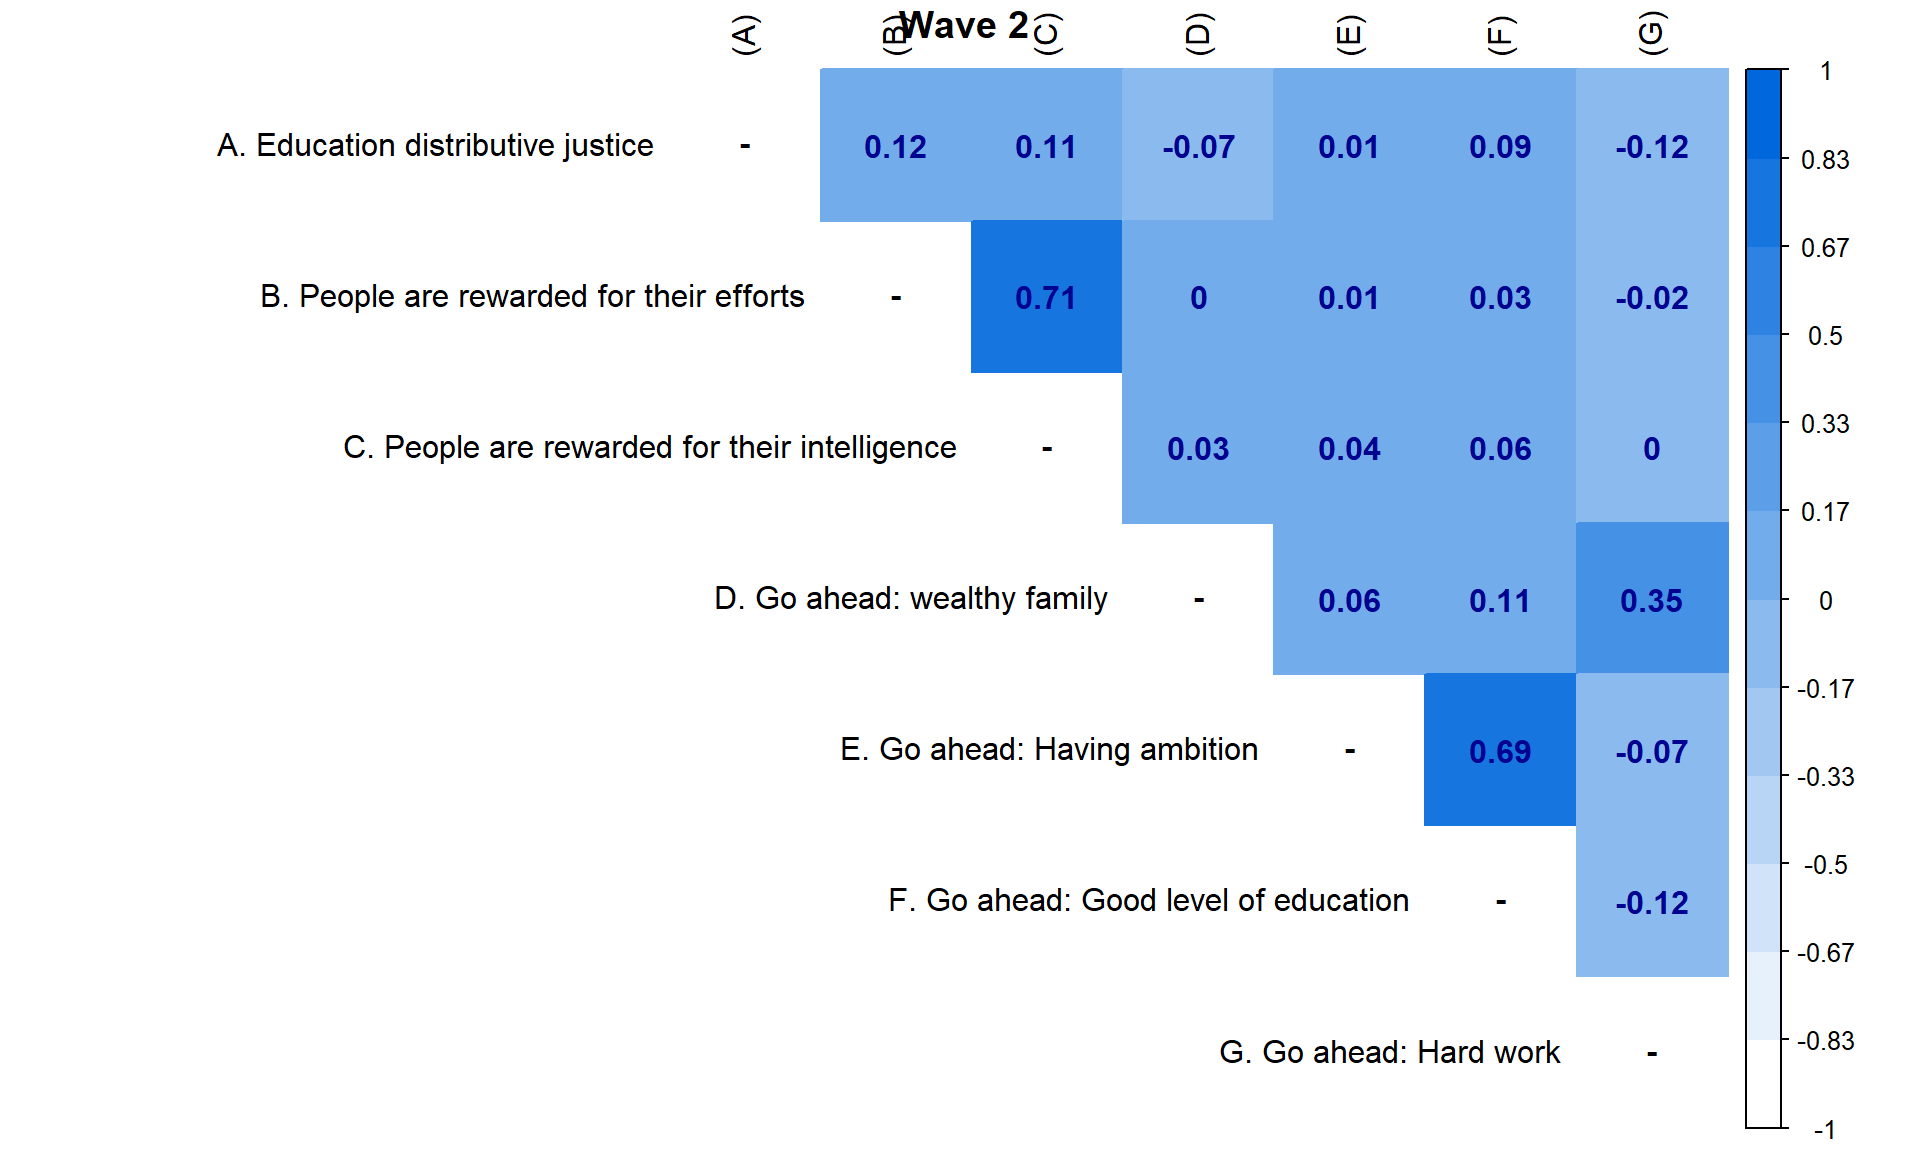 Wave 2
(A) (B) (C) (D) (E) (F) (G)
A. Education distributive justice - 0.12 0.11 -0.07 0.01 0.09 -0.12
B. People are rewarded for their efforts - 0.71 0 0.01 0.03 -0.02
C. People are rewarded for their intelligence - 0.03 0.04 0.06 0
D. Go ahead: wealthy family - 0.06 0.11 0.35
E. Go ahead: Having ambition - 0.69 -0.07
F. Go ahead: Good level of education - -0.12
G. Go ahead: Hard work -
1
0.83
0.67
0.5
0.33
0.17
0
-0.17
-0.33
-0.5
-0.67
-0.83
-1